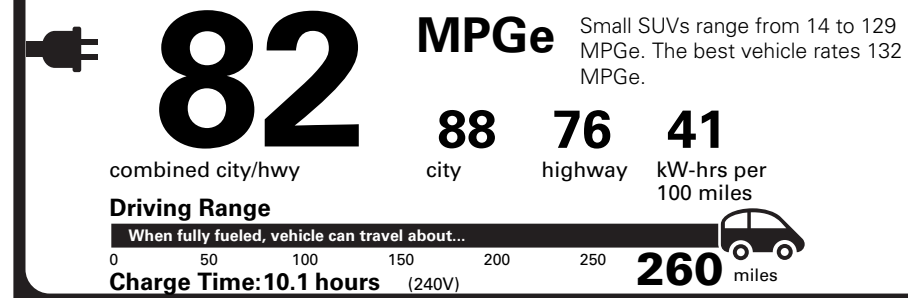 82 MPGe
Small SUVs range from 14 to 129
MPGe. The best vehicle rates 132
MPGe.
88 76 41
combined city/hwy city highway kW-hrs per
100 miles
Driving Range
When fully fueled, vehicle can travel about...
0 50 100 150 200 250 260 miles
Charge Time: 10.1 hours (240V)